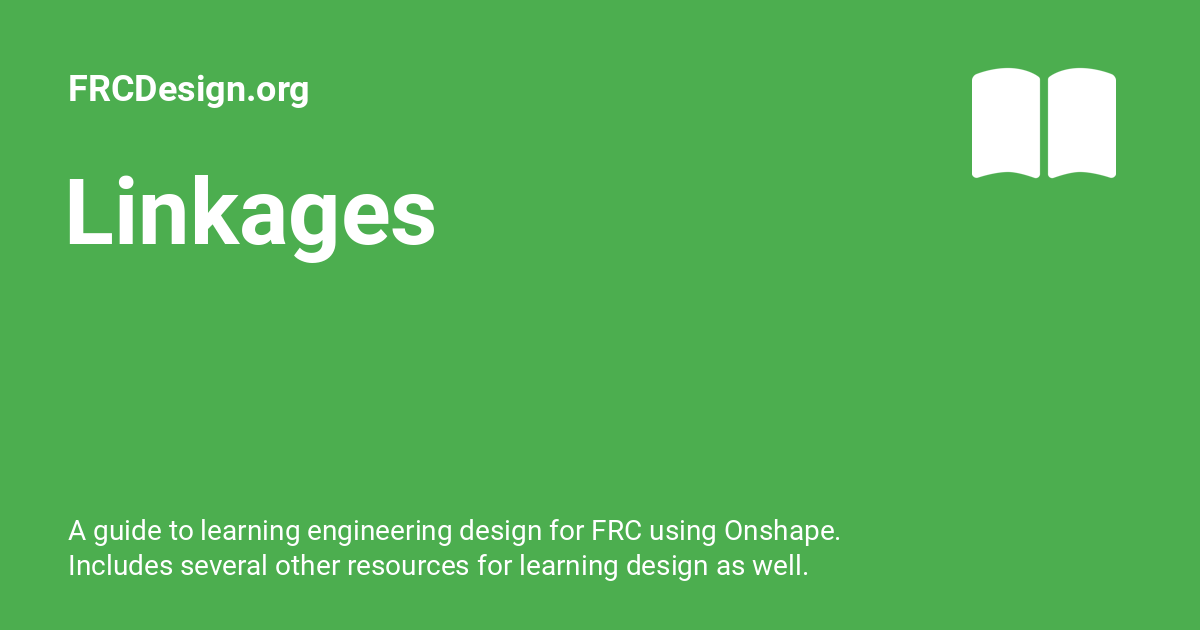 FRCDesign.org
Linkages
A guide to learning engineering design for FRC using Onshape.
Includes several other resources for learning design as well.